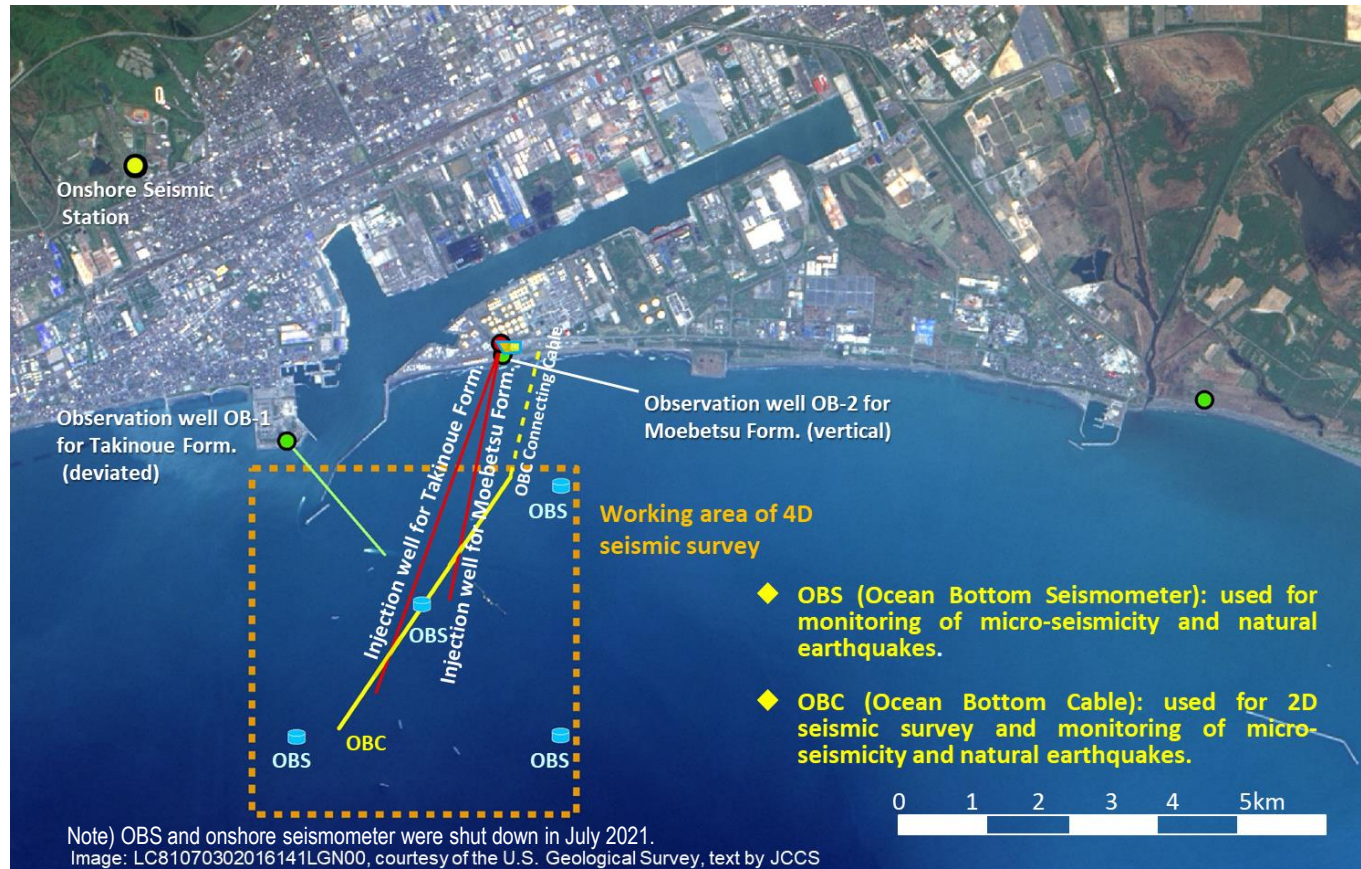 Onshore Seismic
Station
Observation well OB-1
for Takinoue Form.
(deviated)
Injection well for Takinoue Form.
Injection well for Moebetsu Form.
OBC Connecting Cable
Observation well OB-2 for
Moebetsu Form. (vertical)
OBS
Working area of 4D
seismic survey
OBS
OBS
OBC
OBS
◆ OBS (Ocean Bottom Seismometer): used for
monitoring of micro-seismicity and natural
earthquakes.
◆ OBC (Ocean Bottom Cable): used for 2D
seismic survey and monitoring of micro-
seismicity and natural earthquakes.
0 1 2 3 4 5km
Note) OBS and onshore seismometer were shut down in July 2021.
Image: LC81070302016141LGN00, courtesy of the U.S. Geological Survey, text by JCCS